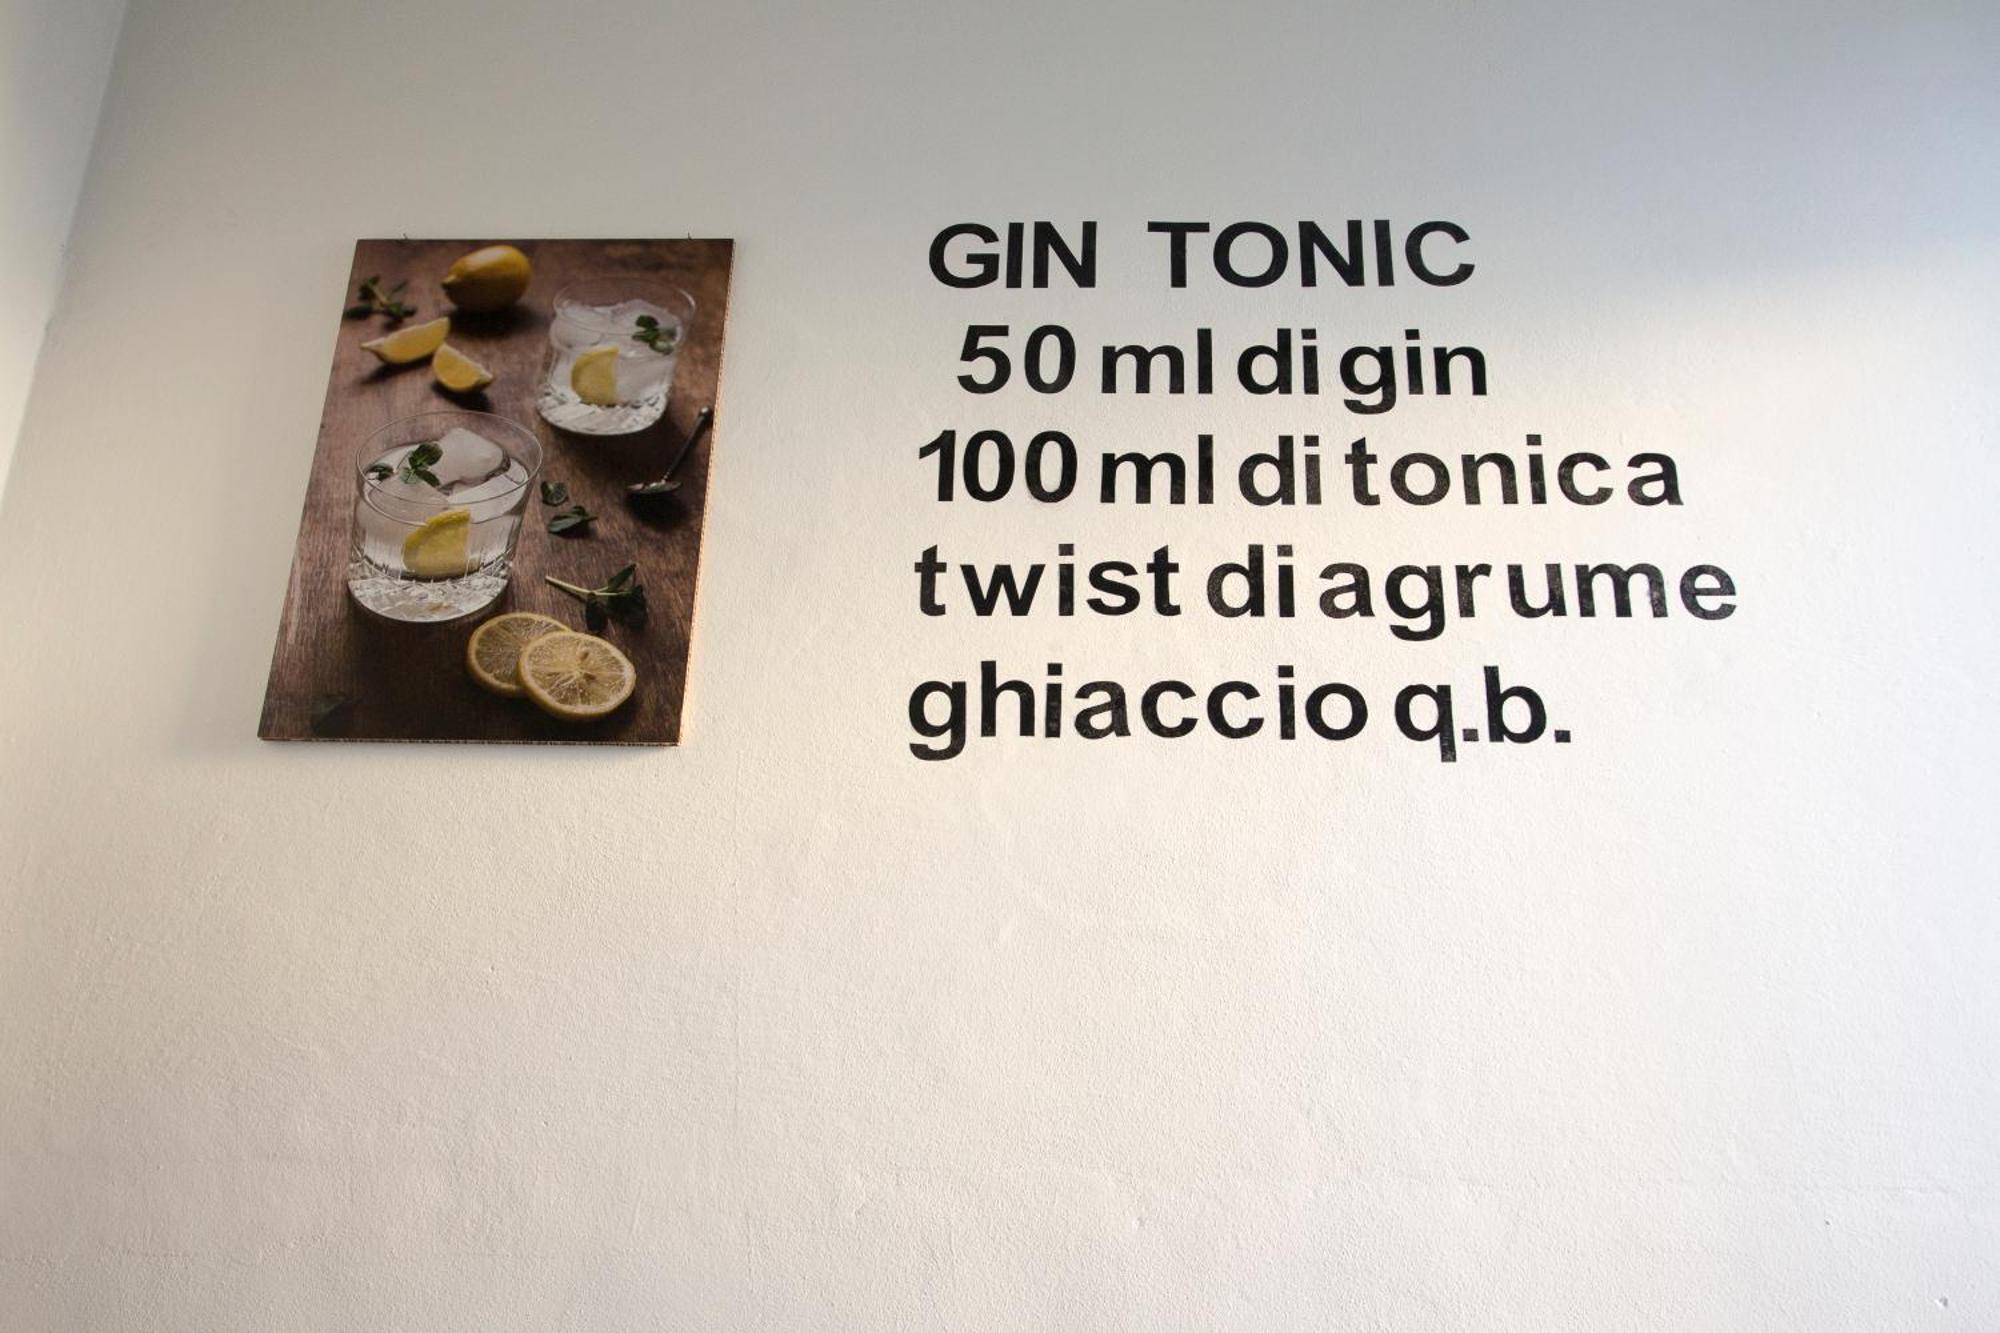 GIN TONIC
50 ml di gin
100 ml di tonica
twist di agrume
ghiaccio q.b.